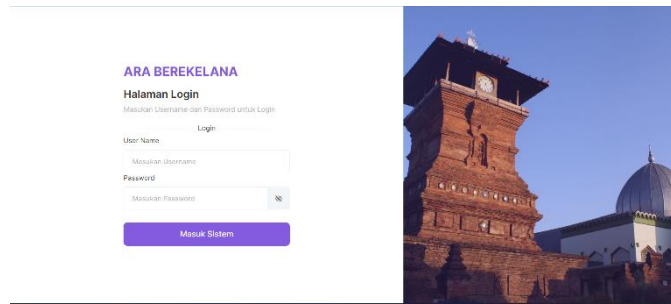 ARA BEREKELANA
Halaman Login
Masukan Username dan Password untuk Login
Login
User Name
Masukan Username
Password
Masukan Password
Masuk Sistem